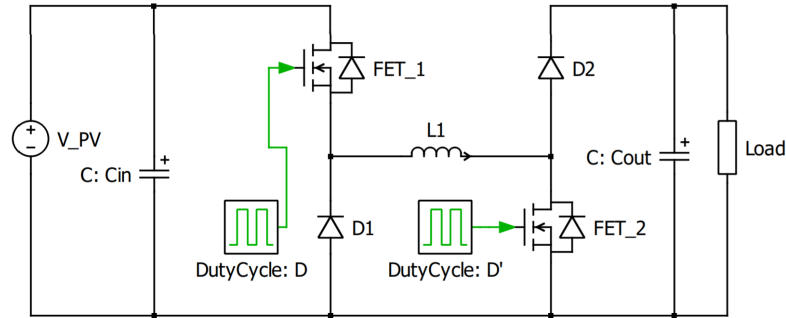 FET_1
D2
L1
V_PV
C: Cin
+
C: Cout
+
Load
+
−
D1
FET_2
DutyCycle: D
DutyCycle: D'